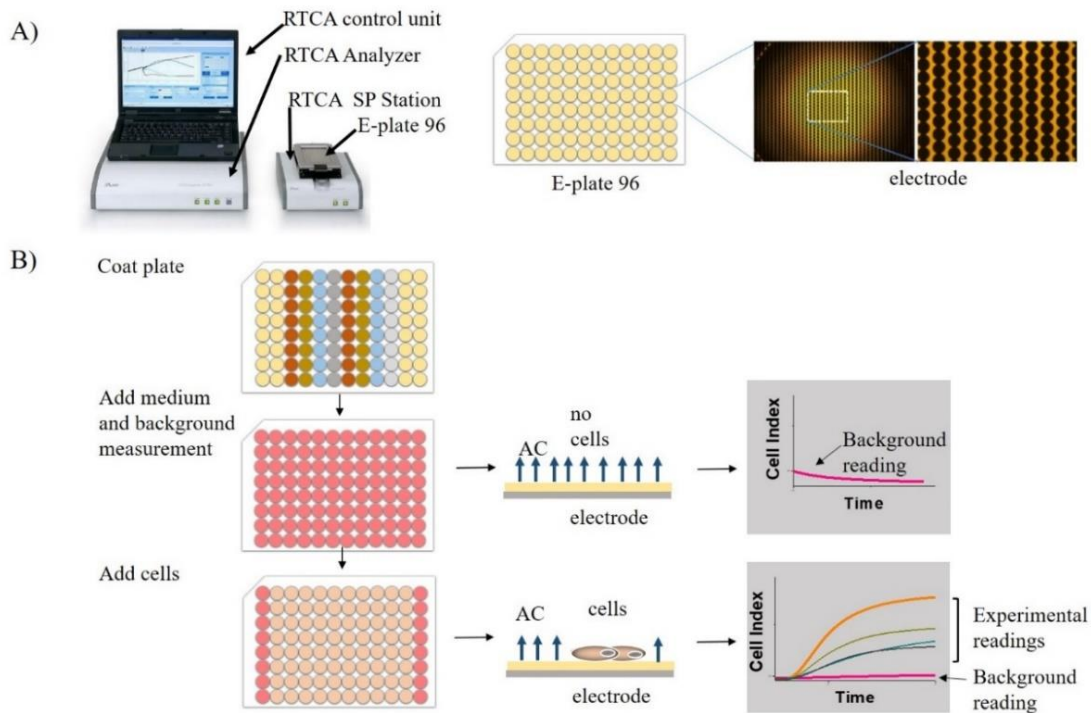 A)
RTCA control unit
RTCA Analyzer
RTCA SP Station
E-plate 96
E-plate 96
electrode
B)
Coat plate
Add medium
and background
measurement
no
cells
AC
electrode
Cell Index
Background
reading
Time
Add cells
AC
cells
electrode
Cell Index
Time
Experimental
readings
Background
reading